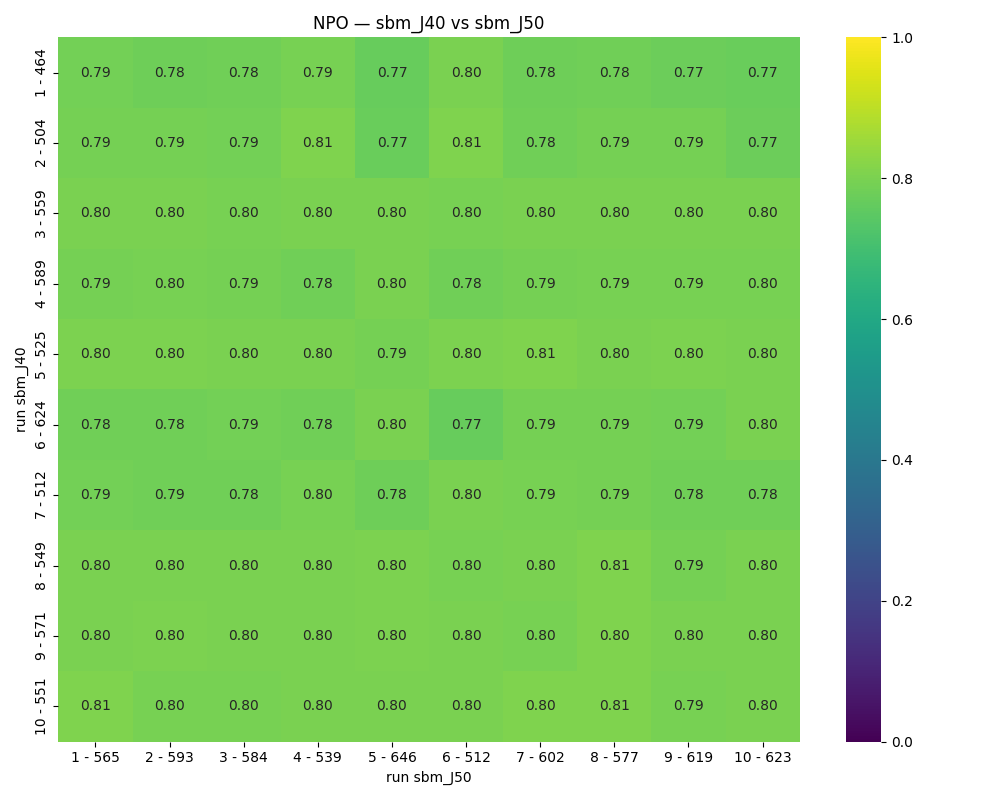 NPO — sbm_J40 vs sbm_J50
run sbm_J40
1 - 464 0.79 0.78 0.78 0.79 0.77 0.80 0.78 0.78 0.77 0.77
2 - 504 0.79 0.79 0.79 0.81 0.77 0.81 0.78 0.79 0.79 0.77
3 - 559 0.80 0.80 0.80 0.80 0.80 0.80 0.80 0.80 0.80 0.80
4 - 589 0.79 0.80 0.79 0.78 0.80 0.78 0.79 0.79 0.79 0.80
5 - 525 0.80 0.80 0.80 0.80 0.79 0.80 0.81 0.80 0.80 0.80
6 - 624 0.78 0.78 0.79 0.78 0.80 0.77 0.79 0.79 0.79 0.80
7 - 512 0.79 0.79 0.78 0.80 0.78 0.80 0.79 0.79 0.78 0.78
8 - 549 0.80 0.80 0.80 0.80 0.80 0.80 0.80 0.81 0.79 0.80
9 - 571 0.80 0.80 0.80 0.80 0.80 0.80 0.80 0.80 0.80 0.80
10 - 551 0.81 0.80 0.80 0.80 0.80 0.80 0.80 0.81 0.79 0.80
1 - 565 2 - 593 3 - 584 4 - 539 5 - 646 6 - 512 7 - 602 8 - 577 9 - 619 10 - 623
run sbm_J50
1.0
0.8
0.6
0.4
0.2
0.0